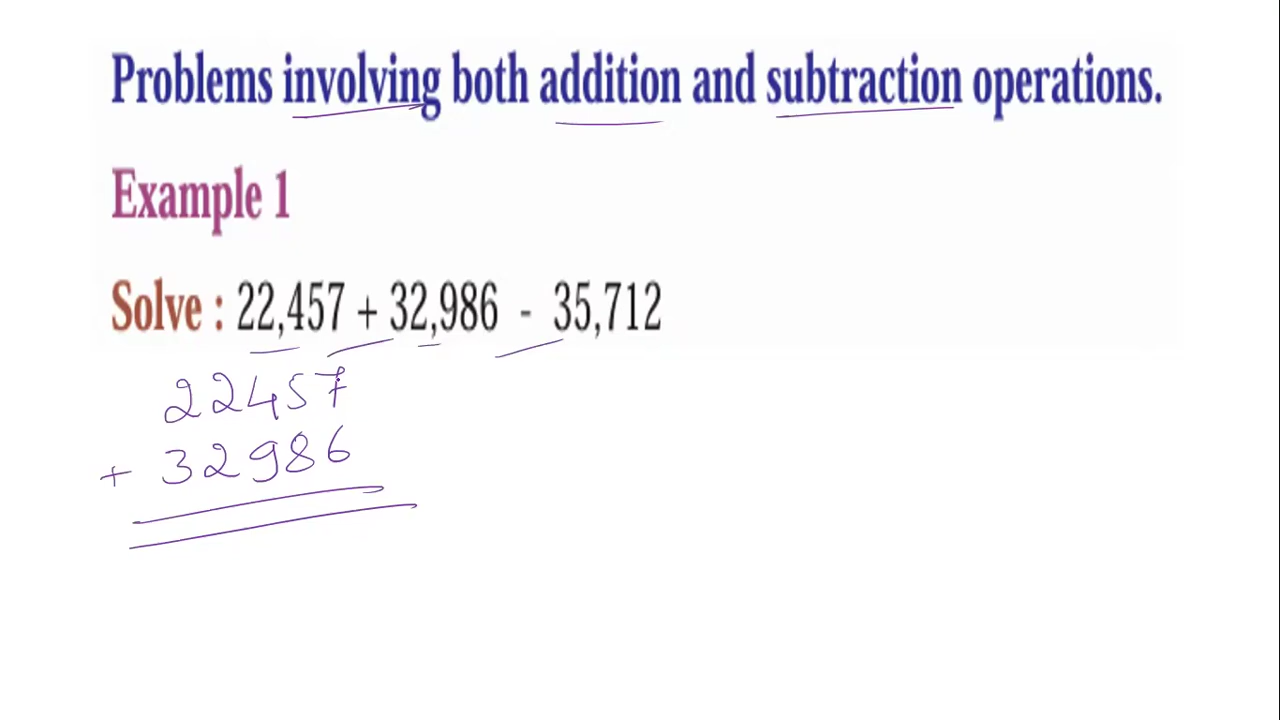 Problems involving both addition and subtraction operations.
Example 1
Solve : 22,457 + 32,986 - 35,712
22457
+ 32986